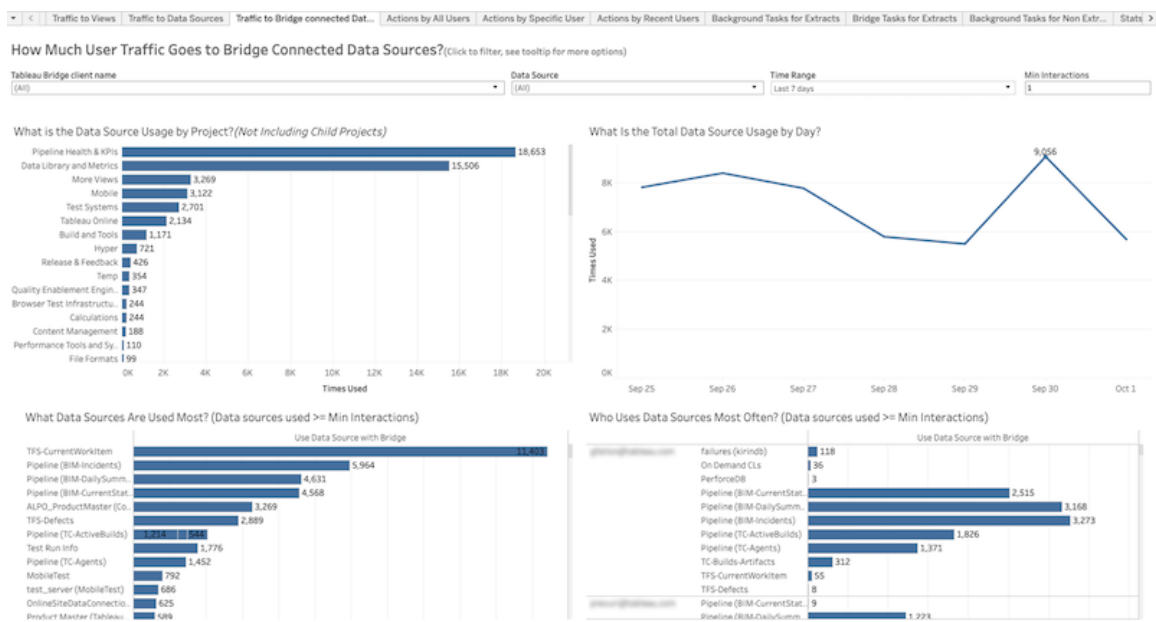 Traffic to Views
Traffic to Data Sources
Traffic to Bridge connected Dat...
Actions by All Users
Actions by Specific User
Actions by Recent Users
Background Tasks for Extracts
Bridge Tasks for Extracts
Background Tasks for Non Extr...
Stats
How Much User Traffic Goes to Bridge Connected Data Sources?(Click to filter, see tooltip for more options)
Tableau Bridge client name
(All)
Data Source
(All)
Time Range
Last 7 days
Min Interactions
1
What is the Data Source Usage by Project?(Not Including Child Projects)
Pipeline Health & KPIs 18,653
Data Library and Metrics 15,506
More Views 3,269
Mobile 3,122
Test Systems 2,701
Tableau Online 2,134
Build and Tools 1,171
Hyper 721
Release & Feedback 426
Temp 354
Quality Enablement Engin.. 347
Browser Test Infrastructu.. 244
Calculations 244
Content Management 188
Performance Tools and Sy.. 110
File Formats 99
0K 2K 4K 6K 8K 10K 12K 14K 16K 18K 20K
Times Used
What Is the Total Data Source Usage by Day?
9,056
8K
6K
4K
2K
0K
Times Used
Sep 25 Sep 26 Sep 27 Sep 28 Sep 29 Sep 30 Oct 1
What Data Sources Are Used Most? (Data sources used >= Min Interactions)
Use Data Source with Bridge
TFS-CurrentWorkItem 11,403
Pipeline (BIM-Incidents) 5,964
Pipeline (BIM-DailySumm.. 4,631
Pipeline (BIM-CurrentStat.. 4,568
ALPO_ProductMaster (Co.. 3,269
TFS-Defects 2,889
Pipeline (TC-ActiveBuilds) 1,214 544
Test Run Info 1,776
Pipeline (TC-Agents) 1,452
MobileTest 792
test_server (MobileTest) 686
OnlineSiteDataConnectio.. 625
Product Master (Tableau 589
Who Uses Data Sources Most Often? (Data sources used >= Min Interactions)
Use Data Source with Bridge
failures (kirindb) 118
On Demand CLs 36
PerforceDB 3
Pipeline (BIM-CurrentStat.. 2,515
Pipeline (BIM-DailySumm.. 3,168
Pipeline (BIM-Incidents) 3,273
Pipeline (TC-ActiveBuilds) 1,826
Pipeline (TC-Agents) 1,371
TC-Builds-Artifacts 312
TFS-CurrentWorkItem 55
TFS-Defects 8
Pipeline (BIM-CurrentStat.. 9
Pipeline (BIM-DailySumm.. 1,223